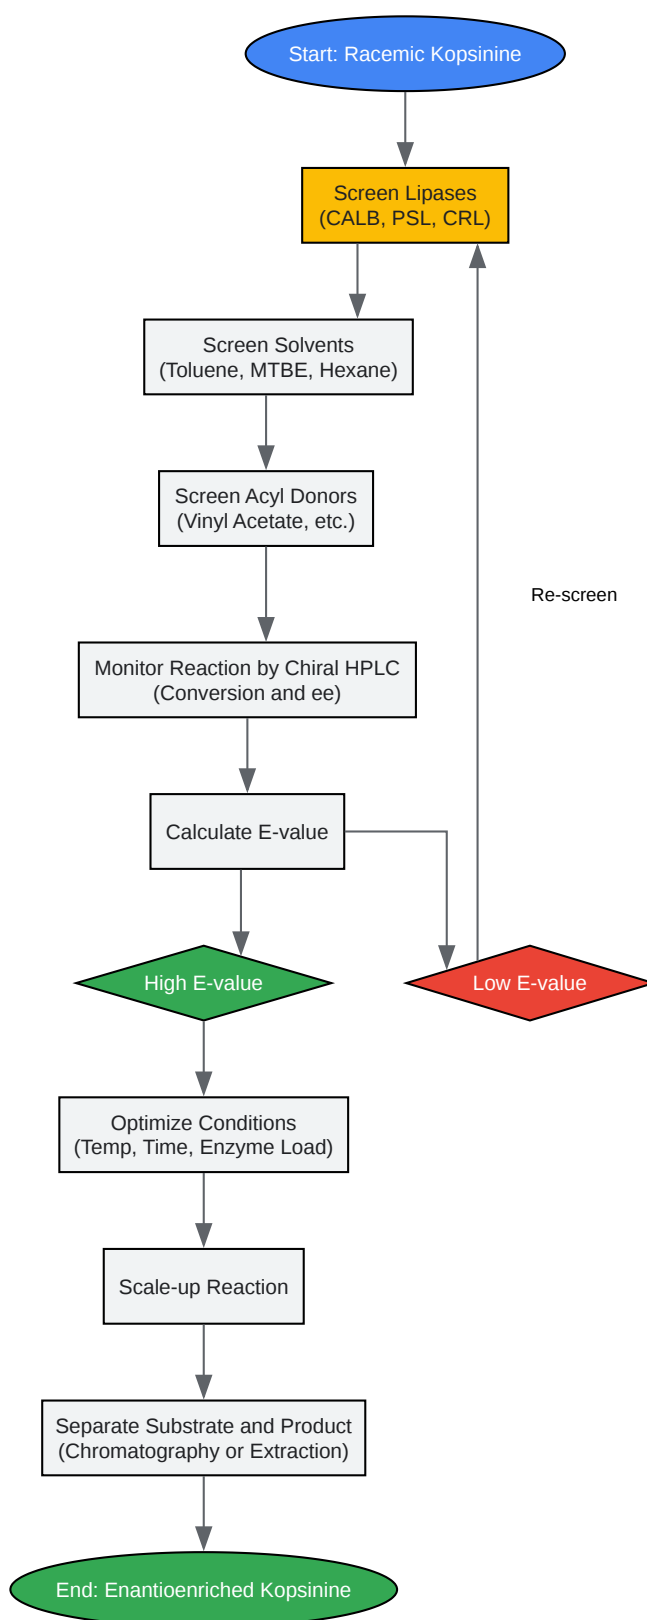 Start: Racemic Kopsinine
Screen Lipases
(CALB, PSL, CRL)
Screen Solvents
(Toluene, MTBE, Hexane)
Screen Acyl Donors
(Vinyl Acetate, etc.)
Re-screen
Monitor Reaction by Chiral HPLC
(Conversion and ee)
Calculate E-value
High E-value
Low E-value
Optimize Conditions
(Temp, Time, Enzyme Load)
Scale-up Reaction
Separate Substrate and Product
(Chromatography or Extraction)
End: Enantioenriched Kopsinine